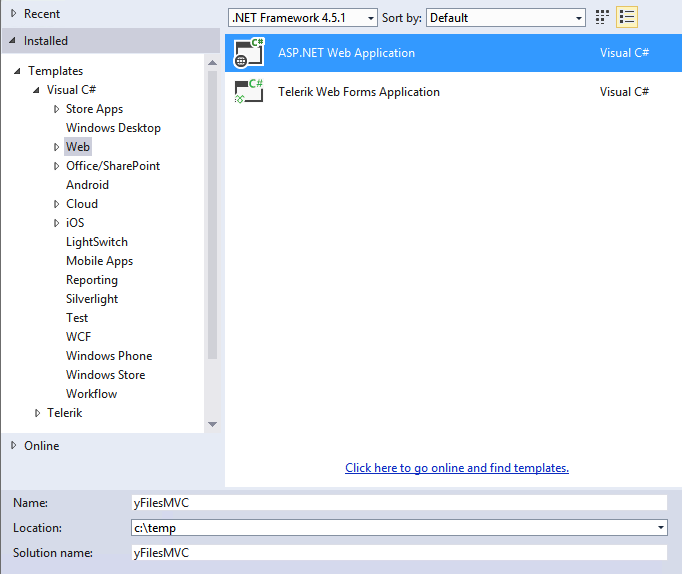 Recent
Installed
Templates
Visual C#
Store Apps
Windows Desktop
Web
Office/SharePoint
Android
Cloud
iOS
LightSwitch
Mobile Apps
Reporting
Silverlight
Test
WCF
Windows Phone
Windows Store
Workflow
Telerik
Online
.NET Framework 4.5.1 Sort by: Default
C# ASP.NET Web Application Visual C#
C# Telerik Web Forms Application Visual C#
Click here to go online and find templates.
Name: yFilesMVC
Location: c:\temp
Solution name: yFilesMVC